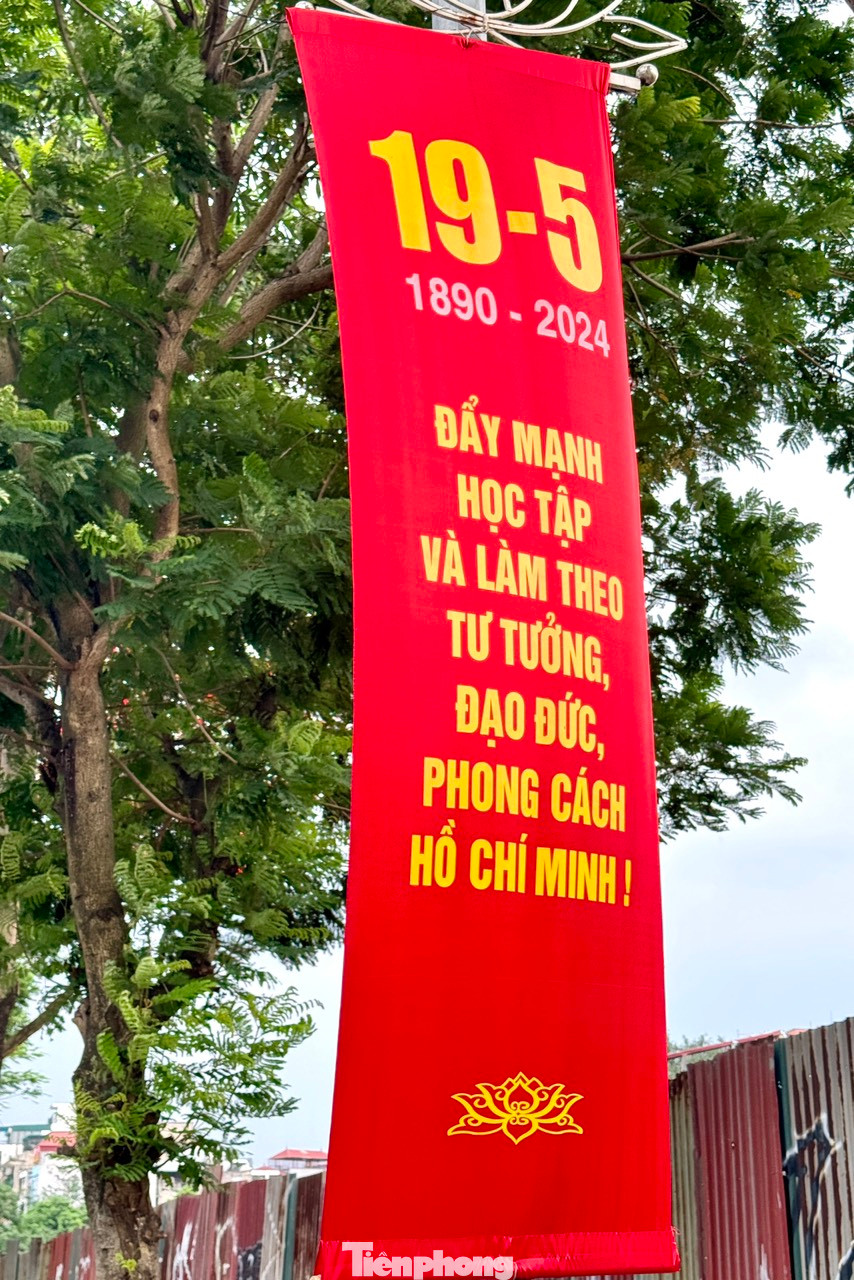 19-5
1890 - 2024
ĐẨY MẠNH
HỌC TẬP
VÀ LÀM THEO
TƯ TƯỞNG,
ĐẠO ĐỨC,
PHONG CÁCH
HỒ CHÍ MINH !
Tiênphong